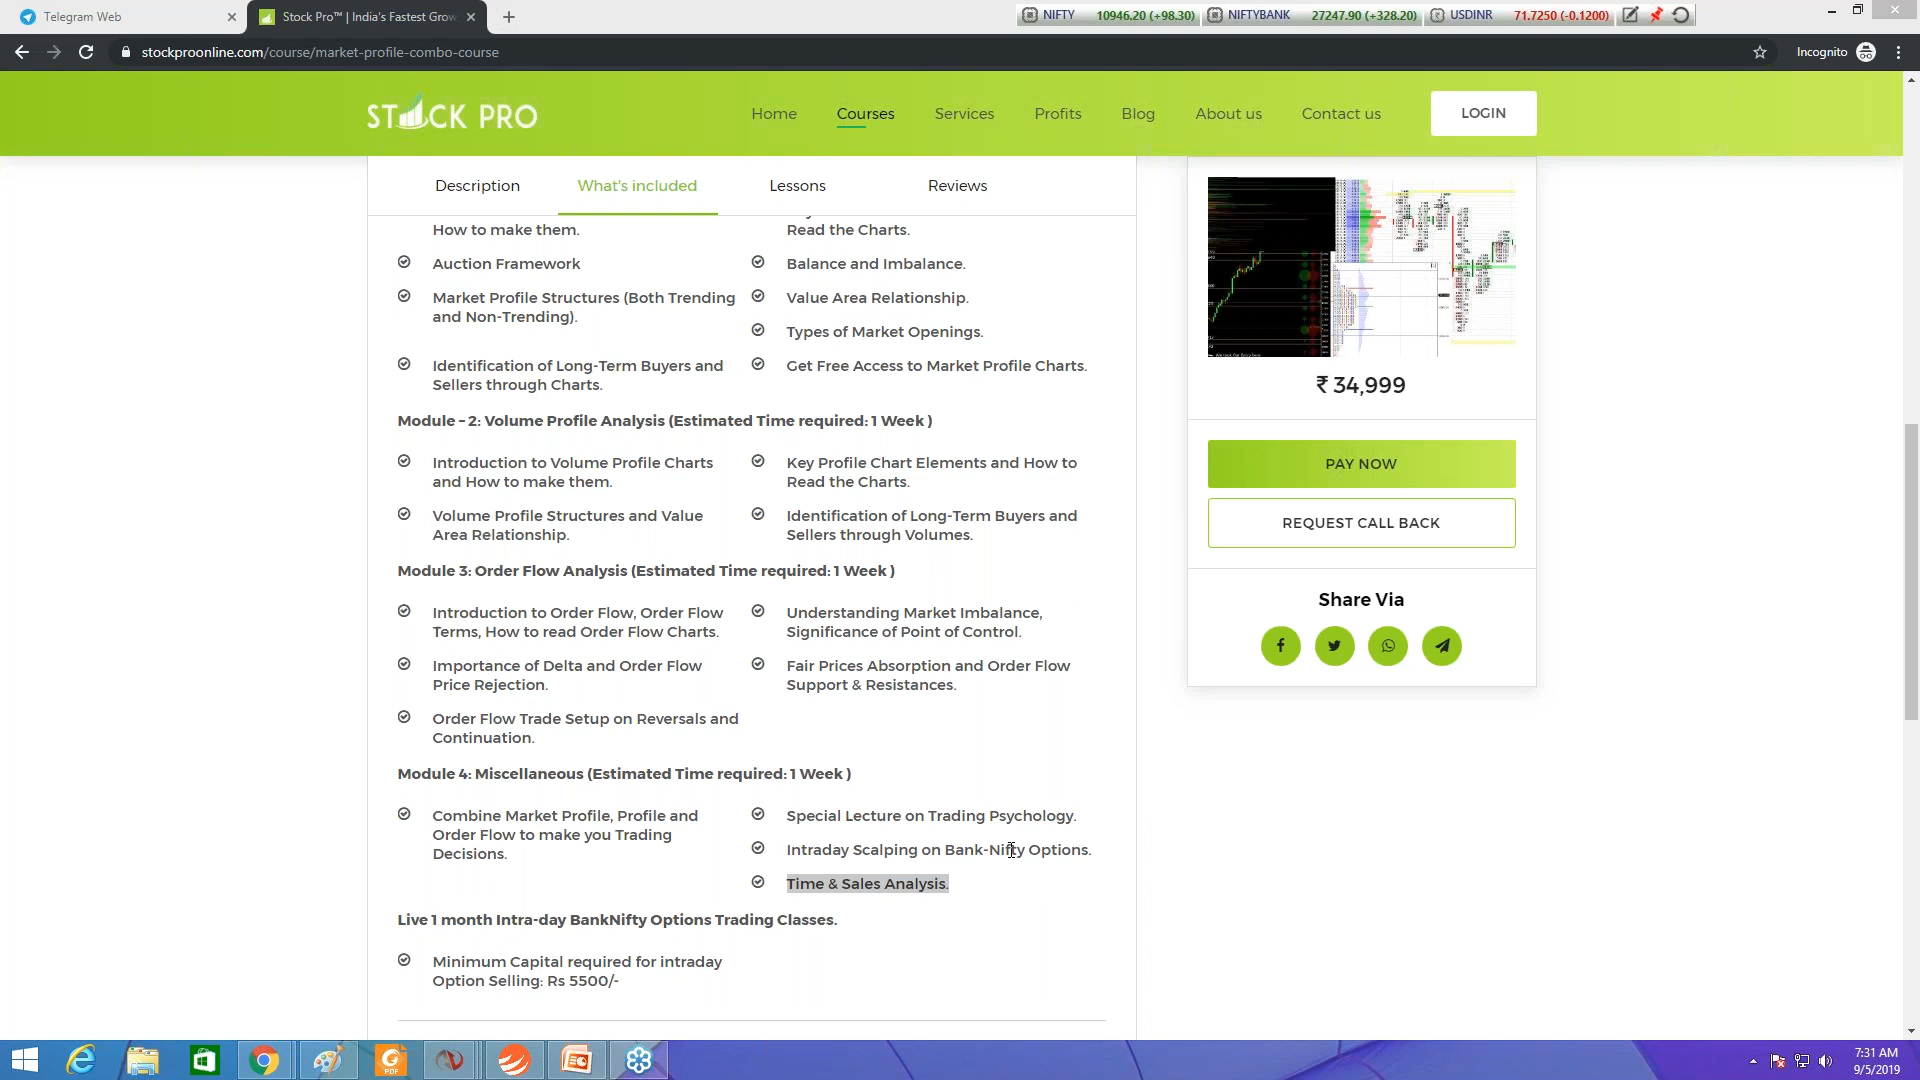 Telegram Web
Stock Pro™ | India's Fastest Grow
NIFTY 10946.20 (+98.30)
NIFTYBANK 27247.90 (+328.20)
USDINR 71.7250 (-0.1200)
stockproonline.com/course/market-profile-combo-course
Incognito
STOCK PRO
Home
Courses
Services
Profits
Blog
About us
Contact us
LOGIN
Description
What's included
Lessons
Reviews
How to make them.
Read the Charts.
Auction Framework
Balance and Imbalance.
Market Profile Structures (Both Trending
and Non-Trending).
Value Area Relationship.
Types of Market Openings.
Identification of Long-Term Buyers and
Sellers through Charts.
Get Free Access to Market Profile Charts.
Module – 2: Volume Profile Analysis (Estimated Time required: 1 Week )
Introduction to Volume Profile Charts
and How to make them.
Key Profile Chart Elements and How to
Read the Charts.
Volume Profile Structures and Value
Area Relationship.
Identification of Long-Term Buyers and
Sellers through Volumes.
Module 3: Order Flow Analysis (Estimated Time required: 1 Week )
Introduction to Order Flow, Order Flow
Terms, How to read Order Flow Charts.
Understanding Market Imbalance,
Significance of Point of Control.
Importance of Delta and Order Flow
Price Rejection.
Fair Prices Absorption and Order Flow
Support & Resistances.
Order Flow Trade Setup on Reversals and
Continuation.
Module 4: Miscellaneous (Estimated Time required: 1 Week )
Combine Market Profile, Profile and
Order Flow to make you Trading
Decisions.
Special Lecture on Trading Psychology.
Intraday Scalping on Bank-Nifty Options.
Time & Sales Analysis.
Live 1 month Intra-day BankNifty Options Trading Classes.
Minimum Capital required for intraday
Option Selling: Rs 5500/-
₹ 34,999
PAY NOW
REQUEST CALL BACK
Share Via
PDF
7:31 AM
9/5/2019